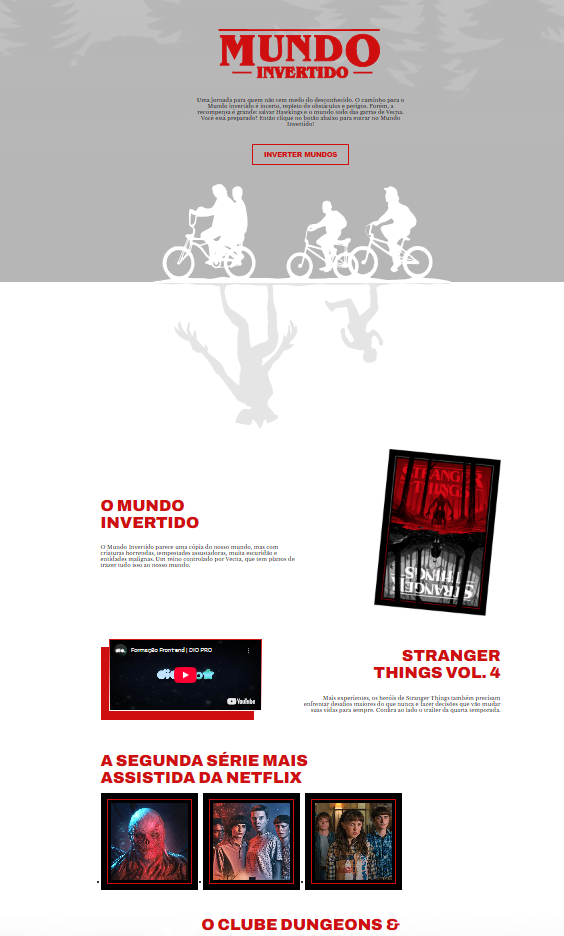 MUNDO
INVERTIDO
Uma jornada para quem não tem medo do desconhecido. O caminho para o
Mundo invertido é incerto, repleto de obstáculos e perigos. Porém, a
recompensa é grande: salvar Hawkings e o mundo todo das garras de Vecna.
Você está preparado? Então clique no botão abaixo para entrar no Mundo
Invertido!
INVERTER MUNDOS
O MUNDO
INVERTIDO
O Mundo Invertido parece uma cópia do nosso mundo, mas com
criaturas horrendas, tempestades assustadoras, muita escuridão e
entidades malignas. Um reino controlado por Vecna, que tem planos de
trazer tudo isso ao nosso mundo.
STRANGER
THINGS
STRANGER
THINGS
Formação Frontend | DIO PRO
YouTube
STRANGER
THINGS VOL. 4
Mais experientes, os heróis de Stranger Things também precisam
enfrentar desafios maiores do que nunca e fazer decisões que vão mudar
suas vidas para sempre. Confira ao lado o trailer da quarta temporada.
A SEGUNDA SÉRIE MAIS
ASSISTIDA DA NETFLIX
O CLUBE DUNGEONS &